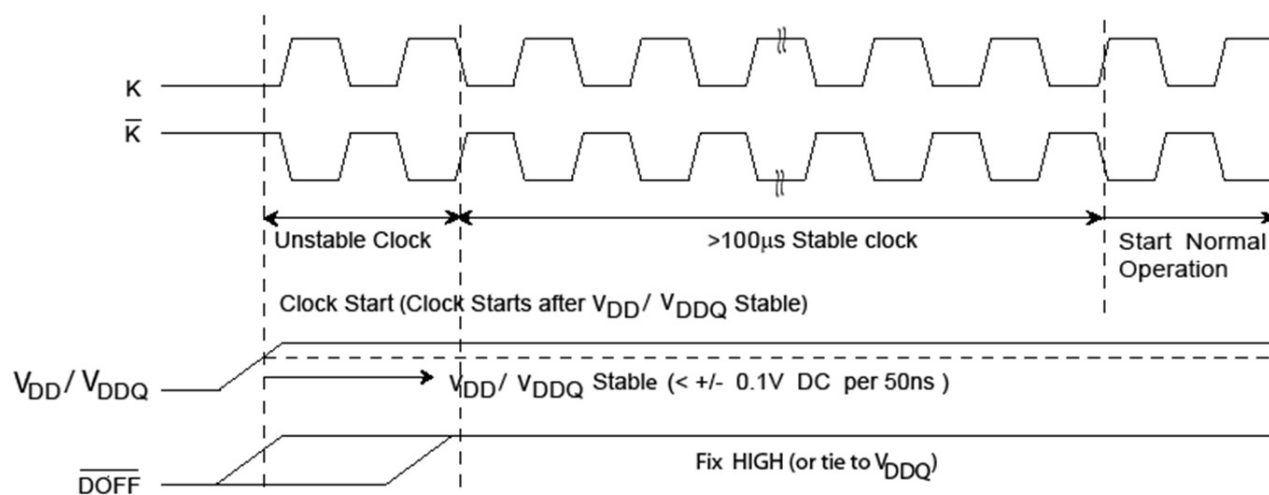 K
K̅
Unstable Clock
>100μs Stable clock
Start Normal
Operation
Clock Start (Clock Starts after VDD/ VDDQ Stable)
VDD/ VDDQ
VDD/ VDDQ Stable (< +/- 0.1V DC per 50ns )
D̅O̅F̅F̅
Fix HIGH (or tie to VDDQ)